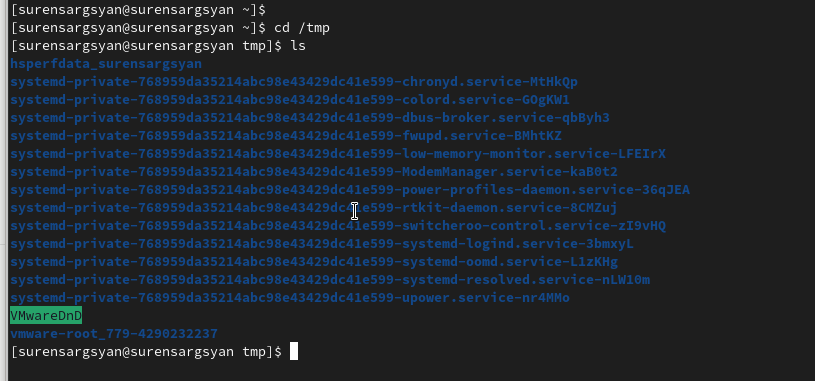 [surensargsyan@surensargsyan ~]$
[surensargsyan@surensargsyan ~]$ cd /tmp
[surensargsyan@surensargsyan tmp]$ ls
hsperfdata_surensargsyan
systemd-private-768959da35214abc98e43429dc41e599-chronyd.service-MtHkQp
systemd-private-768959da35214abc98e43429dc41e599-colord.service-GOgKW1
systemd-private-768959da35214abc98e43429dc41e599-dbus-broker.service-qbByh3
systemd-private-768959da35214abc98e43429dc41e599-fwupd.service-BMhtKZ
systemd-private-768959da35214abc98e43429dc41e599-low-memory-monitor.service-LFEIrX
systemd-private-768959da35214abc98e43429dc41e599-ModemManager.service-kaB0t2
systemd-private-768959da35214abc98e43429dc41e599-power-profiles-daemon.service-36qJEA
systemd-private-768959da35214abc98e43429dc41e599-rtkit-daemon.service-8CMZuj
systemd-private-768959da35214abc98e43429dc41e599-switcheroo-control.service-zI9vHQ
systemd-private-768959da35214abc98e43429dc41e599-systemd-logind.service-3bmxyL
systemd-private-768959da35214abc98e43429dc41e599-systemd-oomd.service-L1zKHg
systemd-private-768959da35214abc98e43429dc41e599-systemd-resolved.service-nLW10m
systemd-private-768959da35214abc98e43429dc41e599-upower.service-nr4MMo
VMwareDnD
vmware-root_779-4290232237
[surensargsyan@surensargsyan tmp]$